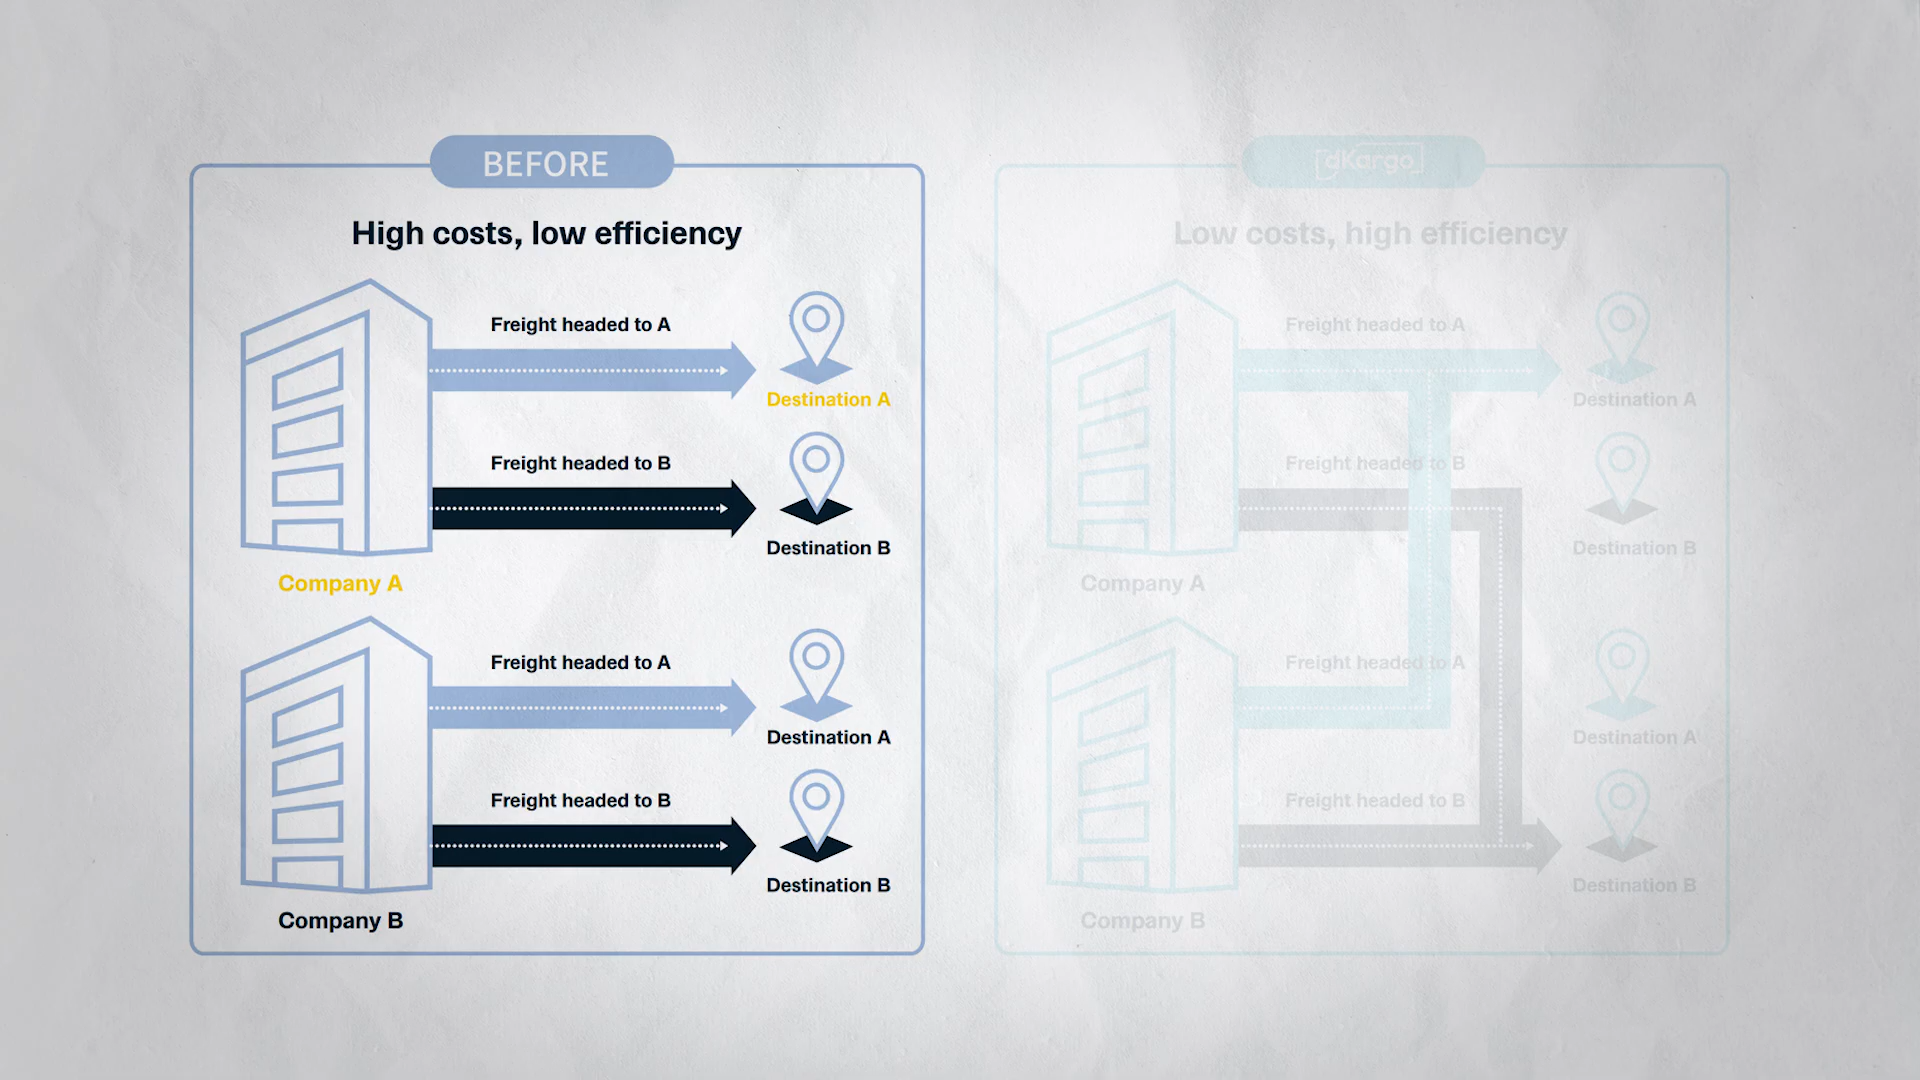 BEFORE
High costs, low efficiency
Freight headed to A
Destination A
Freight headed to B
Destination B
Company A
Freight headed to A
Destination A
Freight headed to B
Destination B
Company B
dKargo
Low costs, high efficiency
Freight headed to A
Destination A
Freight headed to B
Destination B
Company A
Freight headed to A
Destination A
Freight headed to B
Destination B
Company B